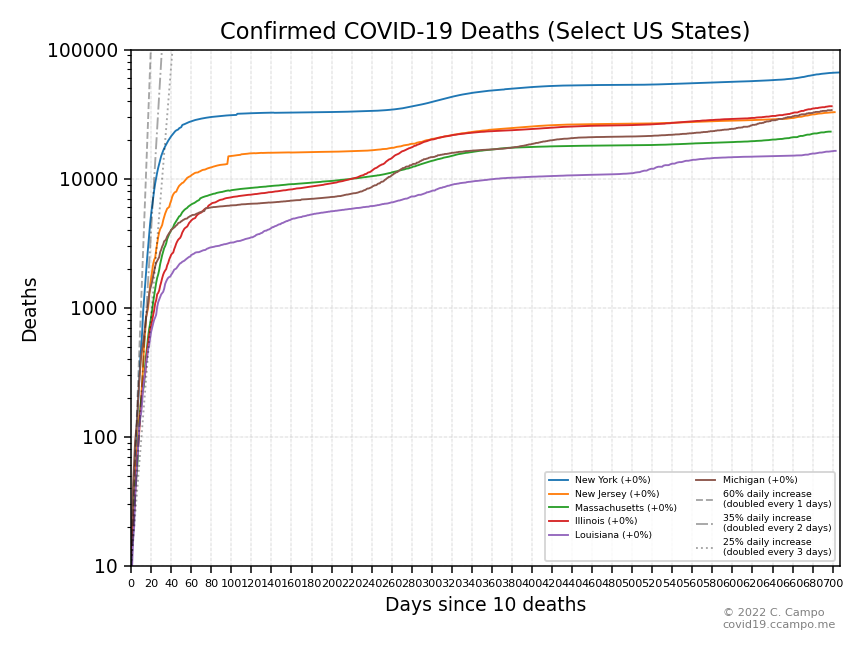 Confirmed COVID-19 Deaths (Select US States)
100000
10000
1000
100
10
Deaths
New York (+0%)
New Jersey (+0%)
Massachusetts (+0%)
Illinois (+0%)
Louisiana (+0%)
Michigan (+0%)
60% daily increase
(doubled every 1 days)
35% daily increase
(doubled every 2 days)
25% daily increase
(doubled every 3 days)
0 20 40 60 80 100 120 140 160 180 200 220 240 260 280 300 320 340 360 380 400 420 440 460 480 500 520 540 560 580 600 620 640 660 680 700
Days since 10 deaths
© 2022 C. Campo
covid19.ccampo.me